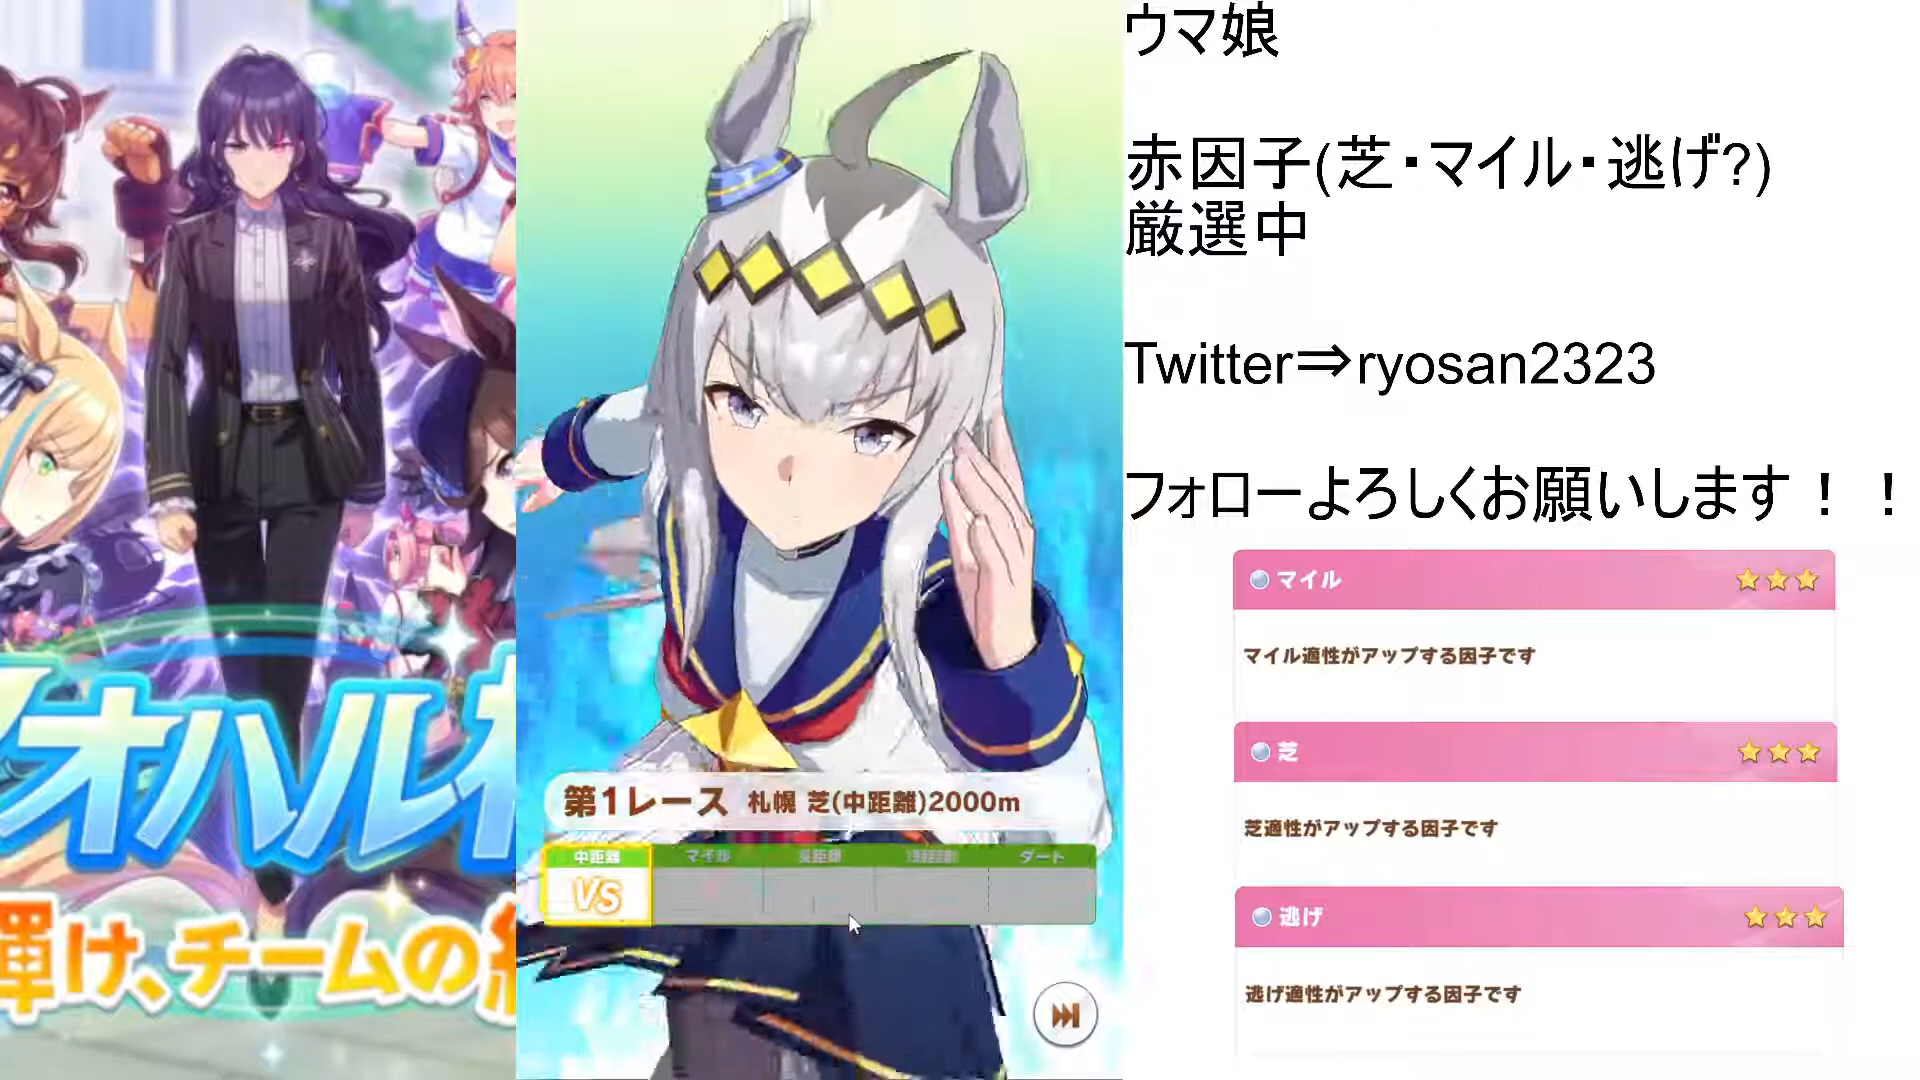 ウマ娘
赤因子(芝・マイル・逃げ?)
厳選中
Twitter⇒ryosan2323
フォローよろしくお願いします！！
マイル
マイル適性がアップする因子です
芝
芝適性がアップする因子です
逃げ
逃げ適性がアップする因子です
第1レース 札幌 芝(中距離)2000m
中距離 マイル 長距離 短距離 ダート
VS
オハル
輝け、チームの